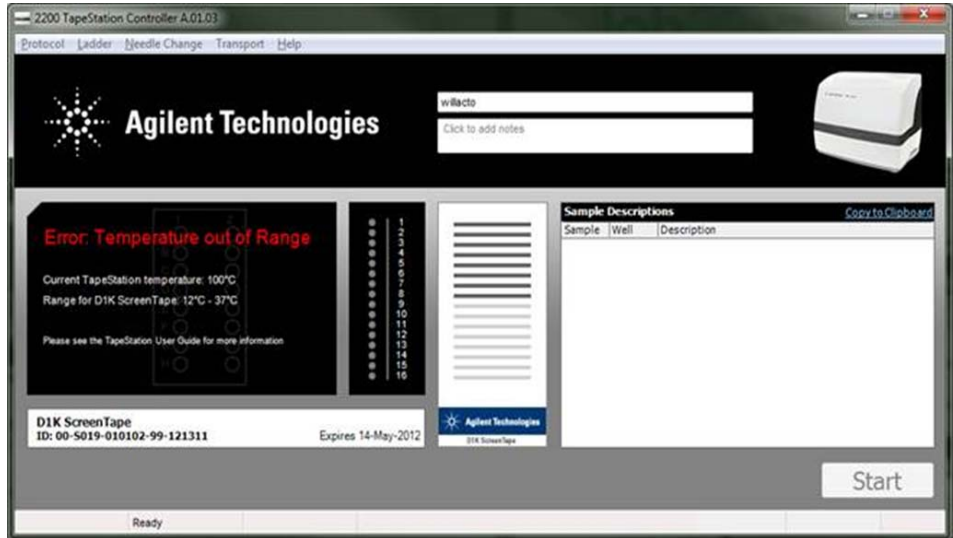 2200 TapeStation Controller A.01.03
Protocol Ladder Needle Change Transport Help
Agilent Technologies
willacto
Click to add notes
Error: Temperature out of Range
Current TapeStation temperature: 100°C
Range for D1K ScreenTape: 12°C - 37°C
Please see the TapeStation User Guide for more information
1
2
3
4
5
6
7
8
9
10
11
12
13
14
15
16
D1K ScreenTape
ID: 00-S019-010102-99-121311
Expires 14-May-2012
Agilent Technologies
D1K ScreenTape
Sample Descriptions
Copy to Clipboard
Sample Well Description
Start
Ready